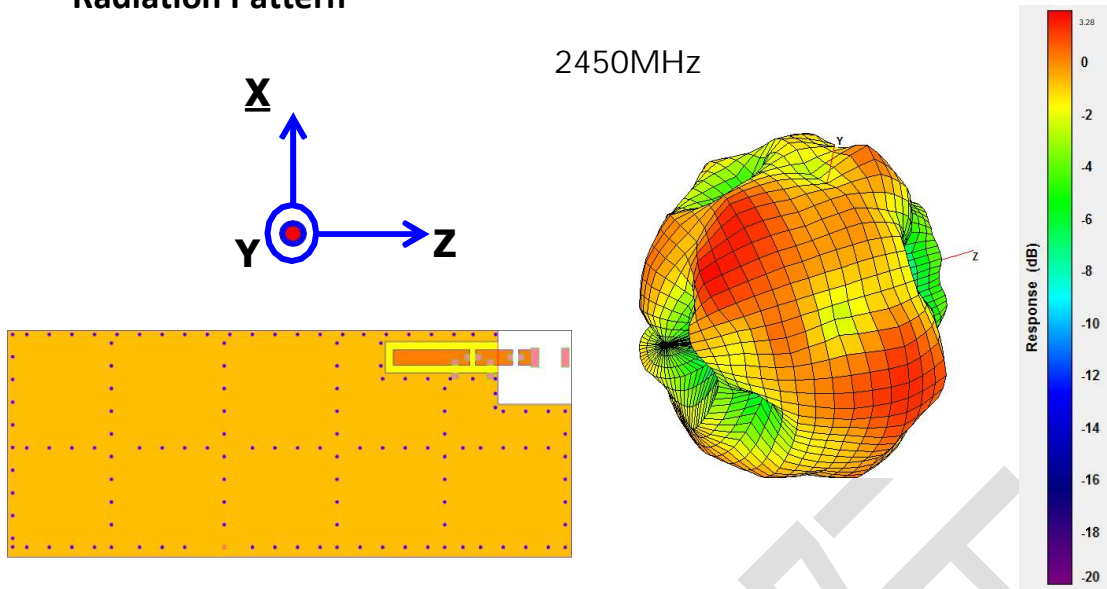 Radiation Pattern
2450MHz
X
Y
Z
Y
Z
Response (dB)
3.28
0
-2
-4
-6
-8
-10
-12
-14
-16
-18
-20